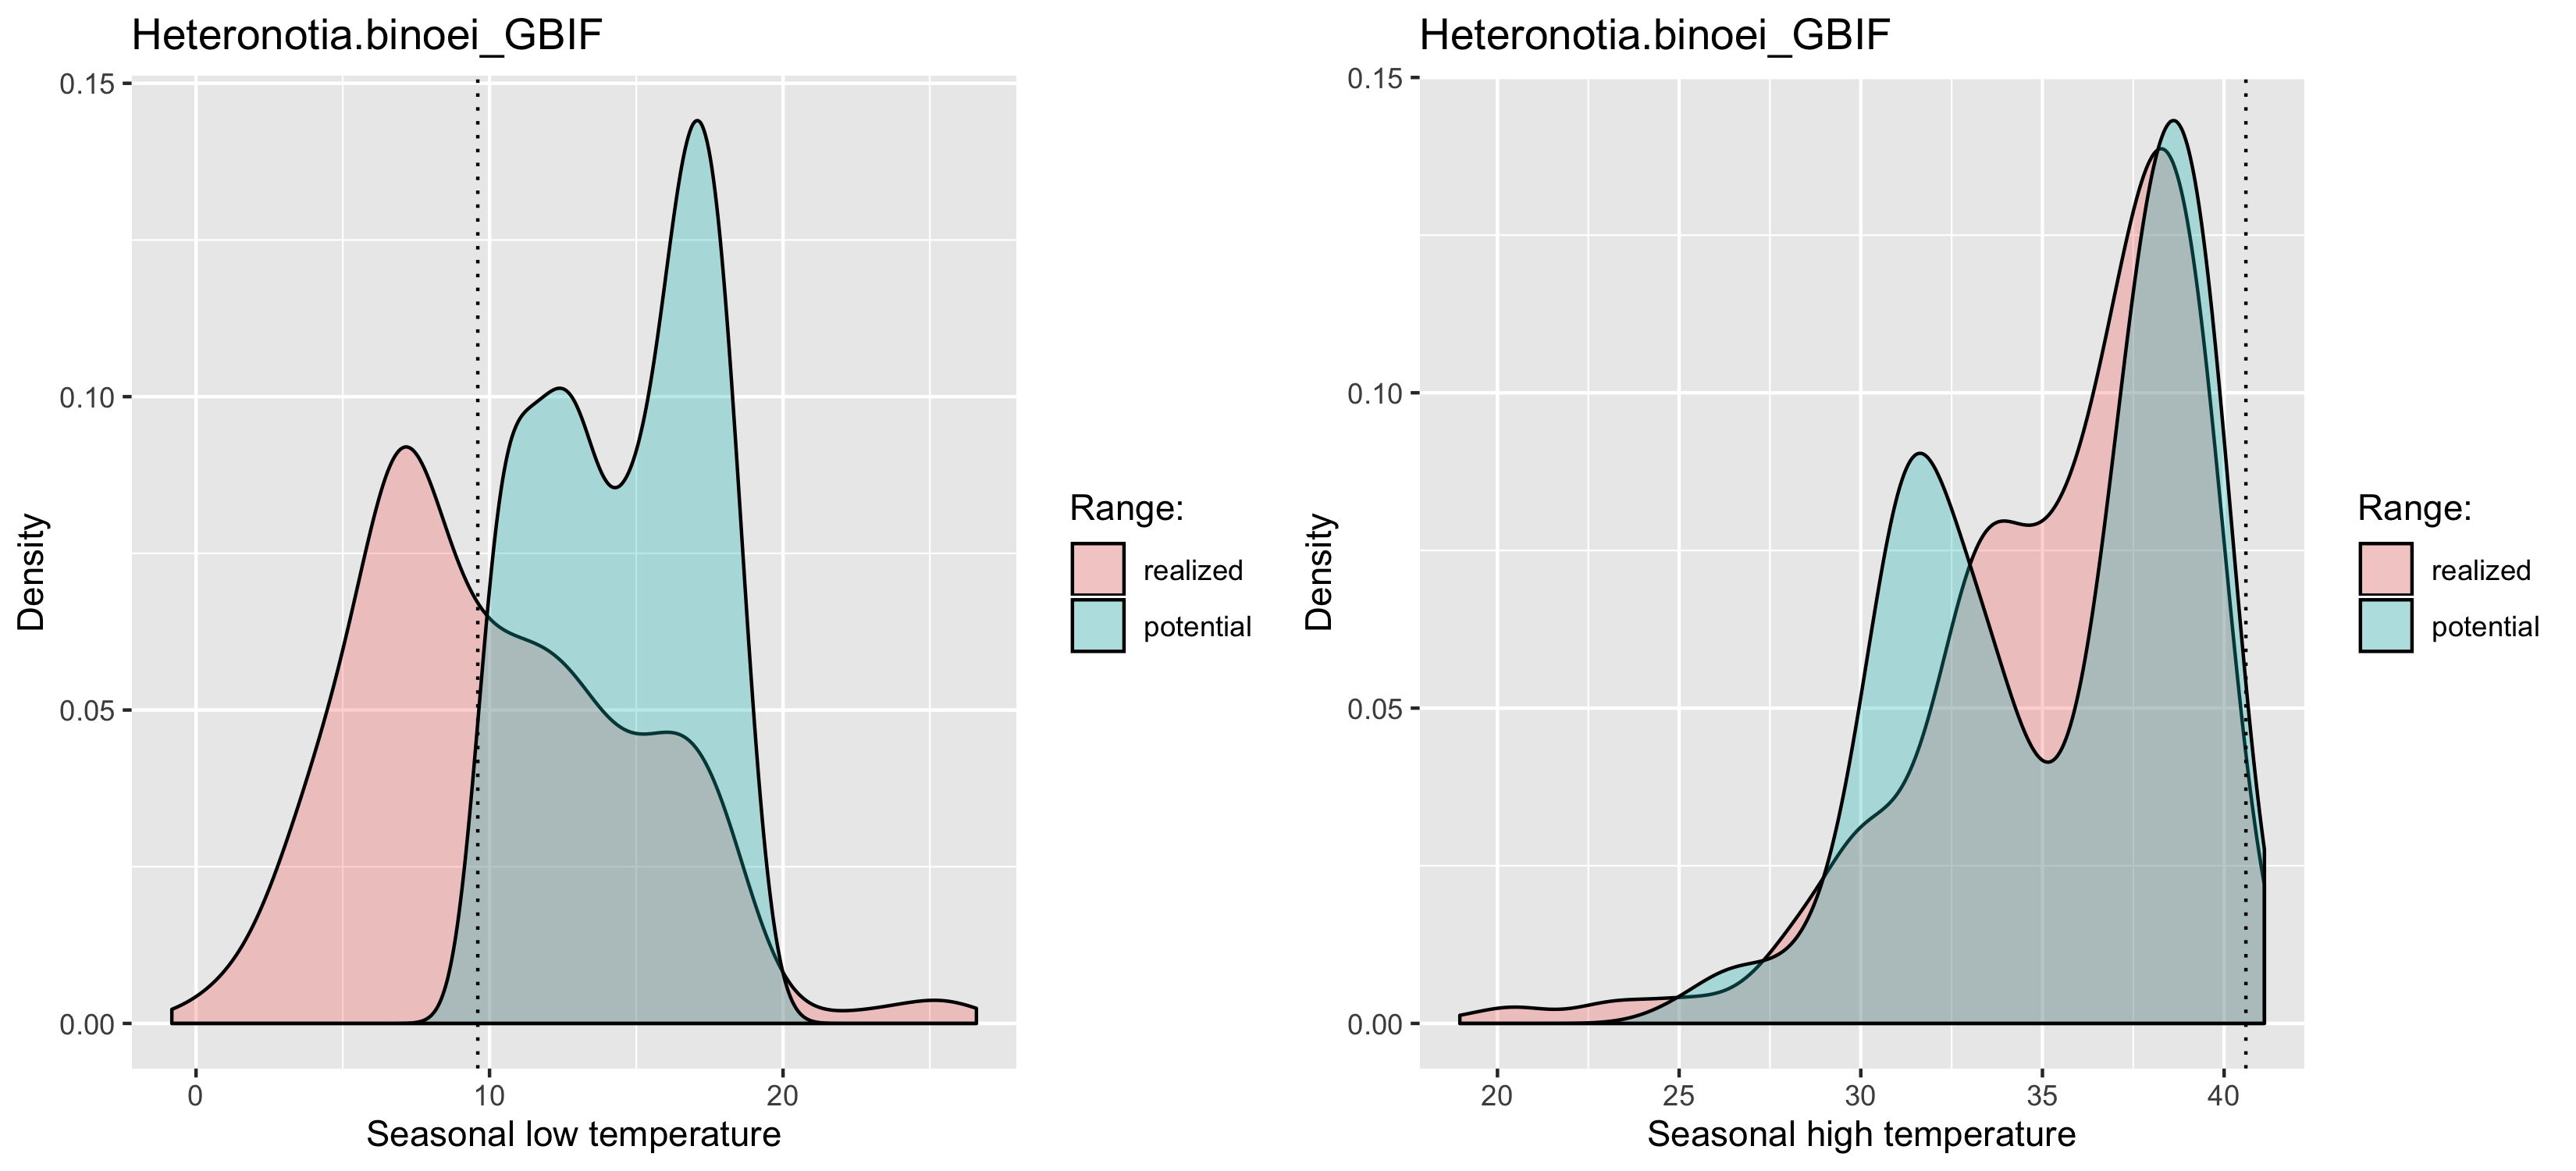 Heteronotia.binoei_GBIF
0.15
0.10
0.05
0.00
Density
0
10
20
Seasonal low temperature
Range:
realized
potential
Heteronotia.binoei_GBIF
0.15
0.10
0.05
0.00
Density
20
25
30
35
40
Seasonal high temperature
Range:
realized
potential